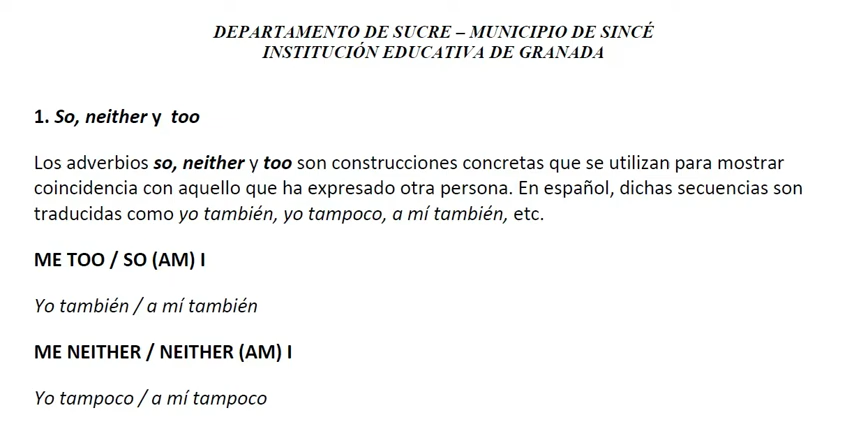 DEPARTAMENTO DE SUCRE – MUNICIPIO DE SINCÉ
INSTITUCIÓN EDUCATIVA DE GRANADA
1. So, neither y too
Los adverbios so, neither y too son construcciones concretas que se utilizan para mostrar
coincidencia con aquello que ha expresado otra persona. En español, dichas secuencias son
traducidas como yo también, yo tampoco, a mí también, etc.
ME TOO / SO (AM) I
Yo también / a mí también
ME NEITHER / NEITHER (AM) I
Yo tampoco / a mí tampoco